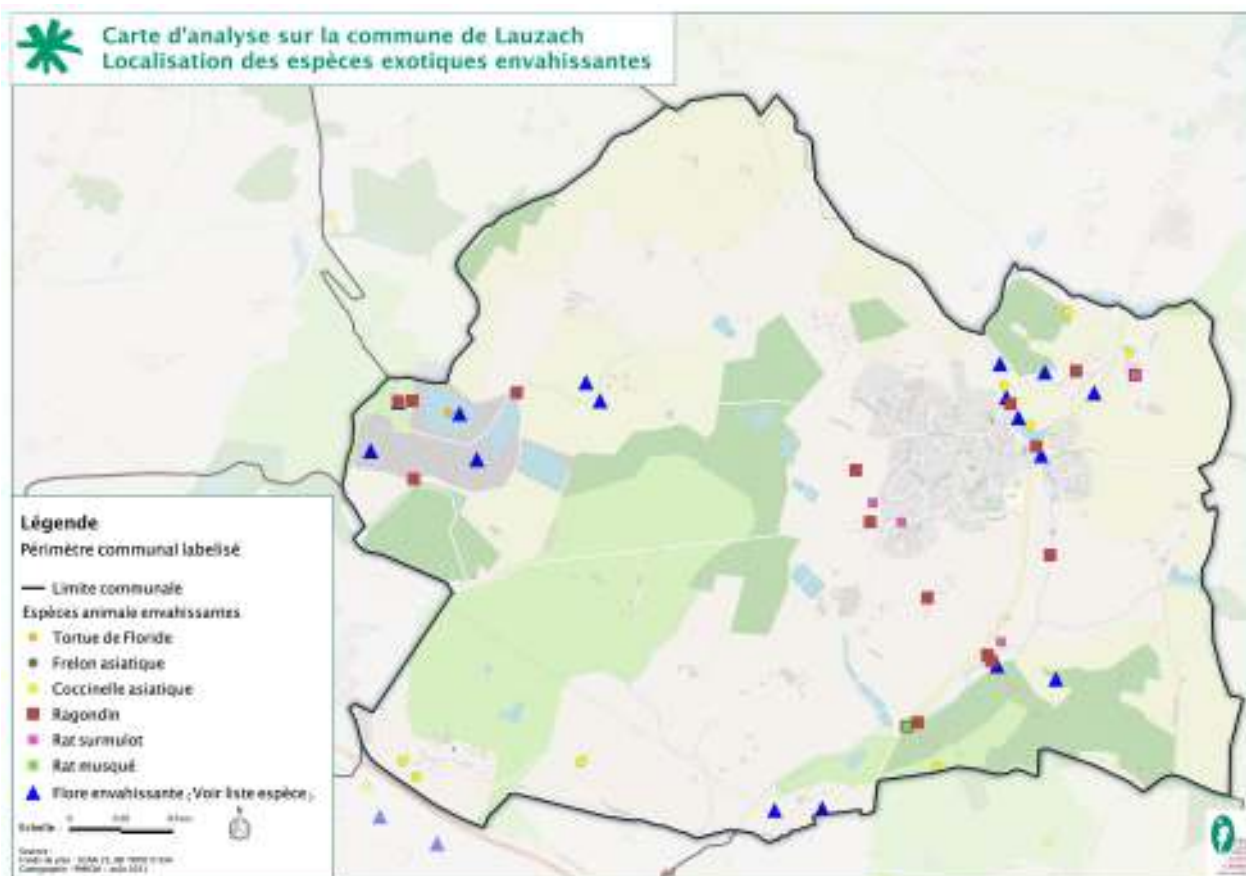 Carte d'analyse sur la commune de Lauzach
Localisation des espèces exotiques envahissantes
Légende
Périmètre communal labelisé
Limite communale
Espèces animale envahissantes
Tortue de Floride
Frelon asiatique
Coccinelle asiatique
Ragondin
Rat surmulot
Rat musqué
Flore envahissante (Voir liste espèce)
Echelle :